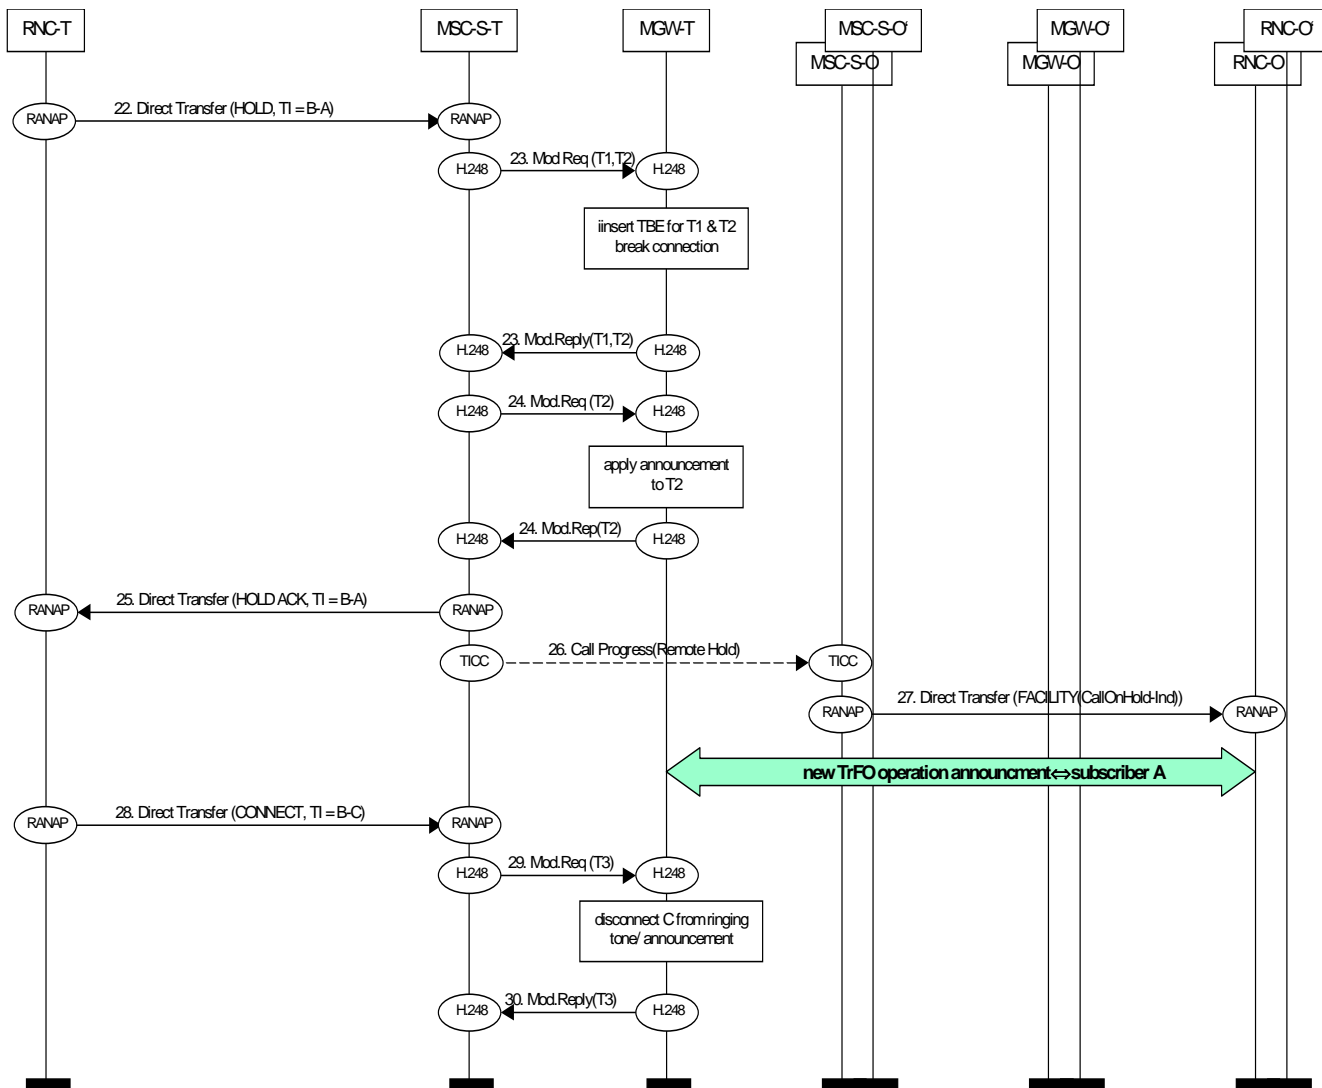 RNC-T
MSC-S-T
MGW-T
MSC-S-O'
MGW-O'
RNC-O'
MSC-S-O
MGW-O
RNC-O
RANAP
22. Direct Transfer (HOLD, TI = B-A)
RANAP
H.248
23. Mod Req (T1,T2)
H.248
iinsert TBE for T1 & T2
break connection
H.248
23. Mod.Reply(T1,T2)
H.248
H.248
24. Mod.Req (T2)
H.248
apply announcement
to T2
H.248
24. Mod.Rep(T2)
H.248
RANAP
25. Direct Transfer (HOLD ACK, TI = B-A)
RANAP
TICC
26. Call Progress(Remote Hold)
TICC
RANAP
27. Direct Transfer (FACILITY(CallOnHold-Ind))
RANAP
new TrFO operation announcment⇔subscriber A
RANAP
28. Direct Transfer (CONNECT, TI = B-C)
RANAP
H.248
29. Mod.Req (T3)
H.248
disconnect C from ringing
tone/ announcement
H.248
30. Mod.Reply(T3)
H.248